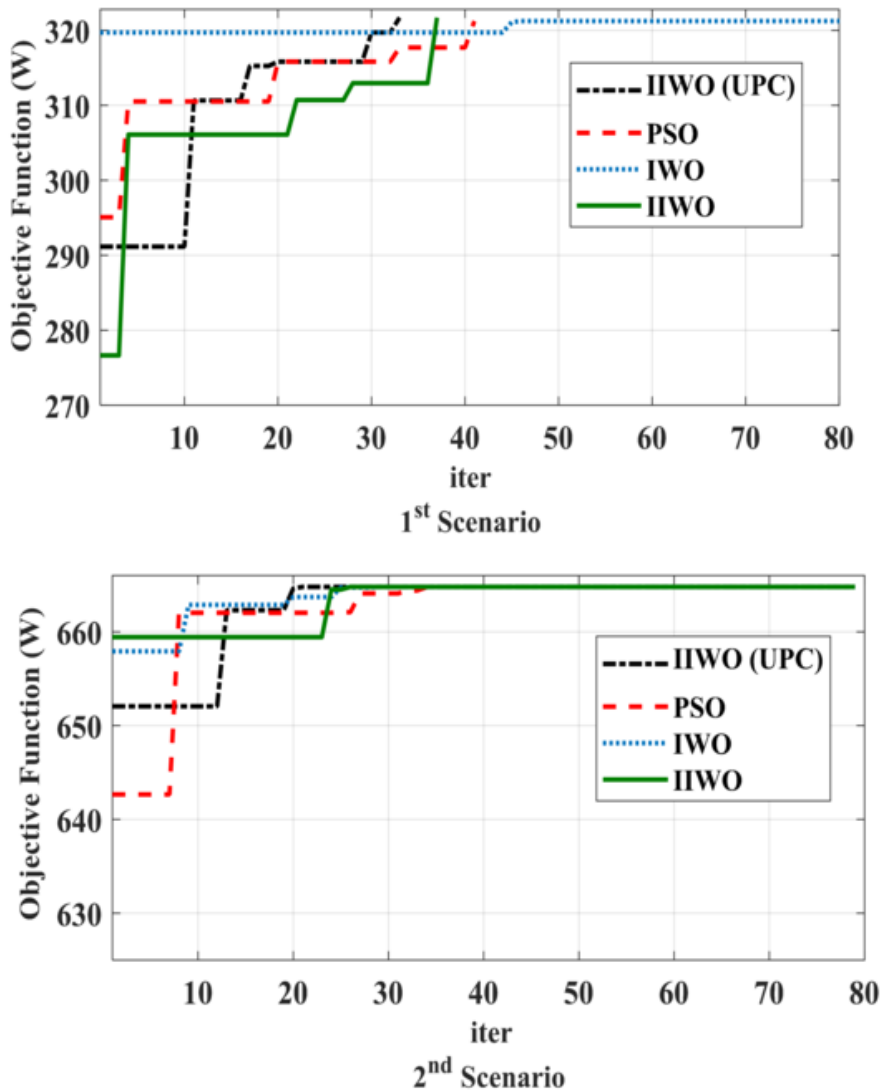 Objective Function (W)
320
310
300
290
280
270
10 20 30 40 50 60 70 80
iter
IIWO (UPC)
PSO
IWO
IIWO
1st Scenario
Objective Function (W)
660
650
640
630
10 20 30 40 50 60 70 80
iter
IIWO (UPC)
PSO
IWO
IIWO
2nd Scenario